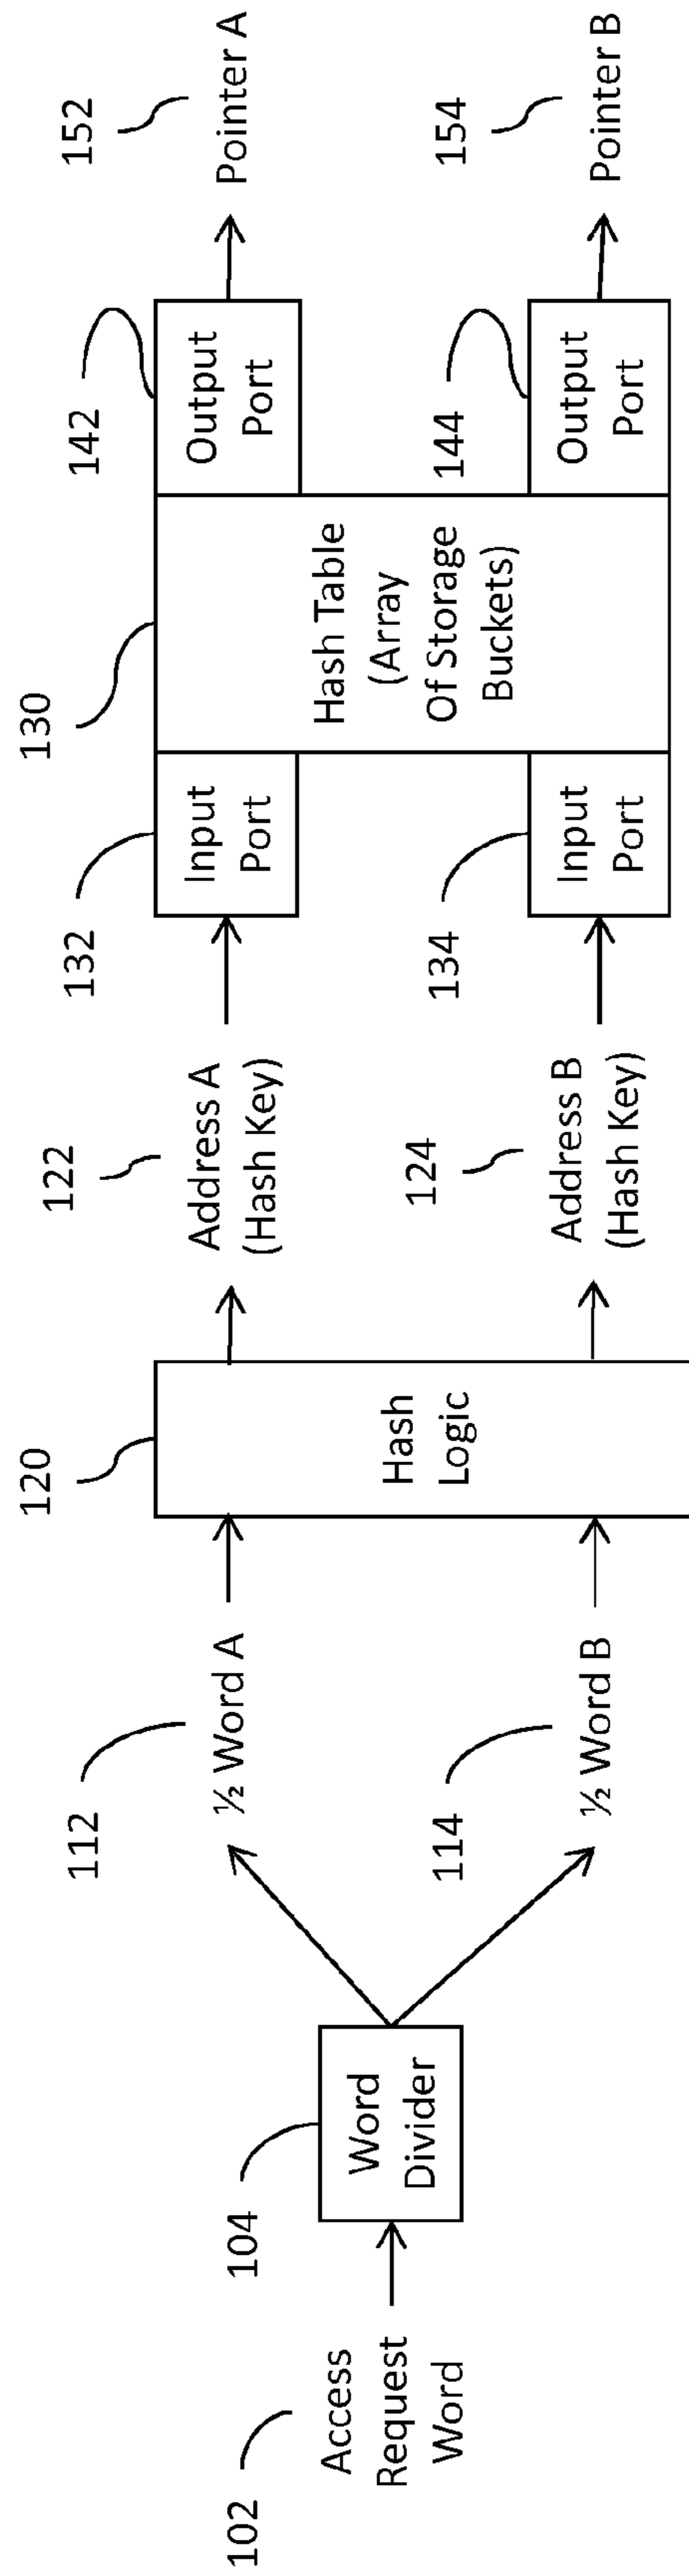 102
Access
Request
Word
104
Word
Divider
112
½ Word A
114
½ Word B
120
Hash
Logic
122
Address A
(Hash Key)
124
Address B
(Hash Key)
132
Input
Port
134
Input
Port
130
Hash Table
(Array
Of Storage
Buckets)
142
Output
Port
144
Output
Port
152
Pointer A
154
Pointer B